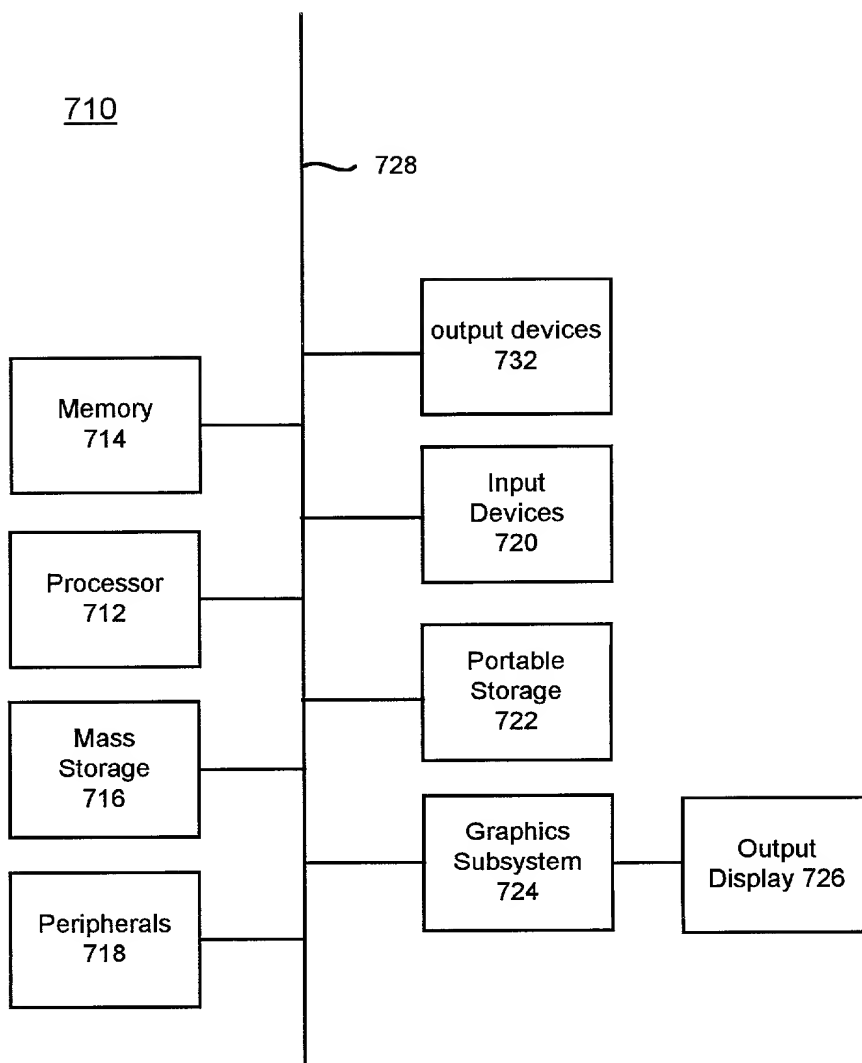 710
728
output devices
732
Memory
714
Input
Devices
720
Processor
712
Portable
Storage
722
Mass
Storage
716
Graphics
Subsystem
724
Output
Display 726
Peripherals
718